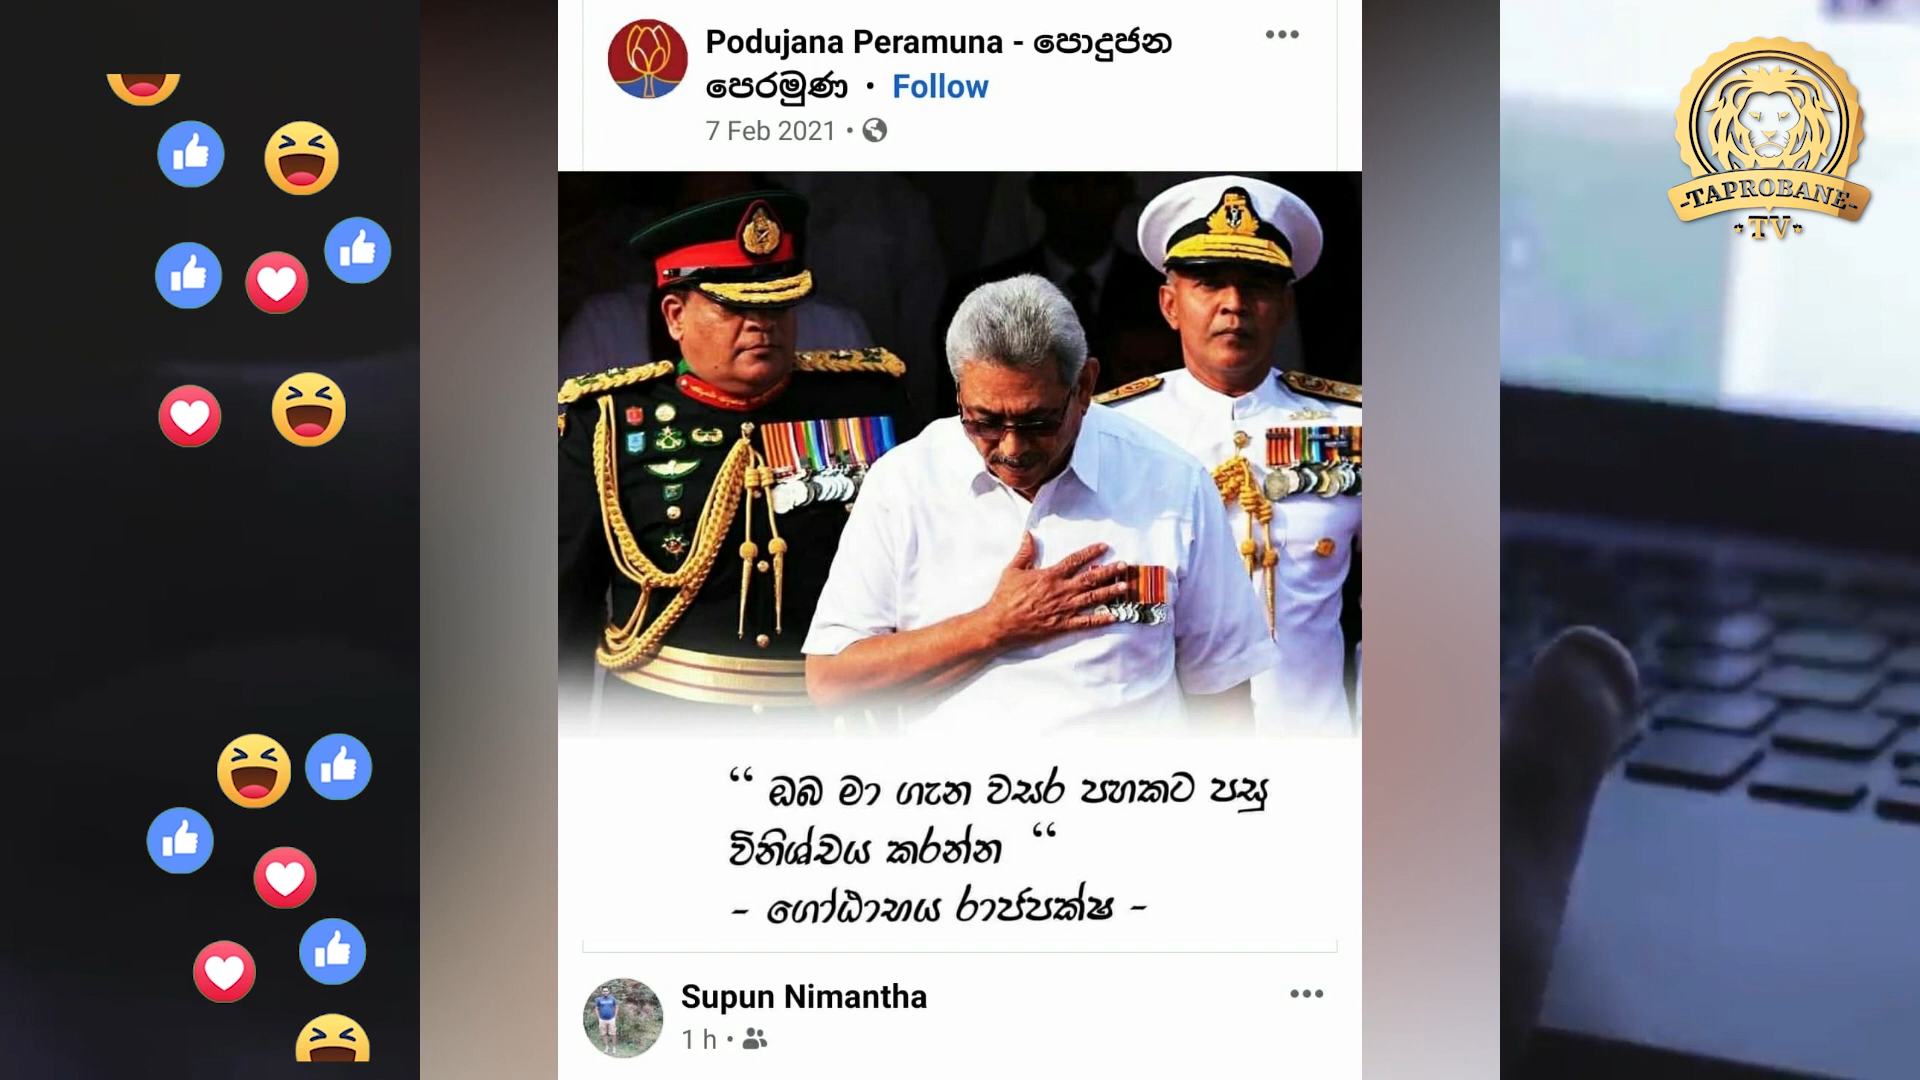 Podujana Peramuna - පොදුජන
පෙරමුණ · Follow
7 Feb 2021 ·
TAPROBANE
TV
“ ඔබ මා ගැන වසර පහකට පසු
විනිශ්චය කරන්න “
- ගෝඨාභය රාජපක්ෂ -
Supun Nimantha
1 h ·